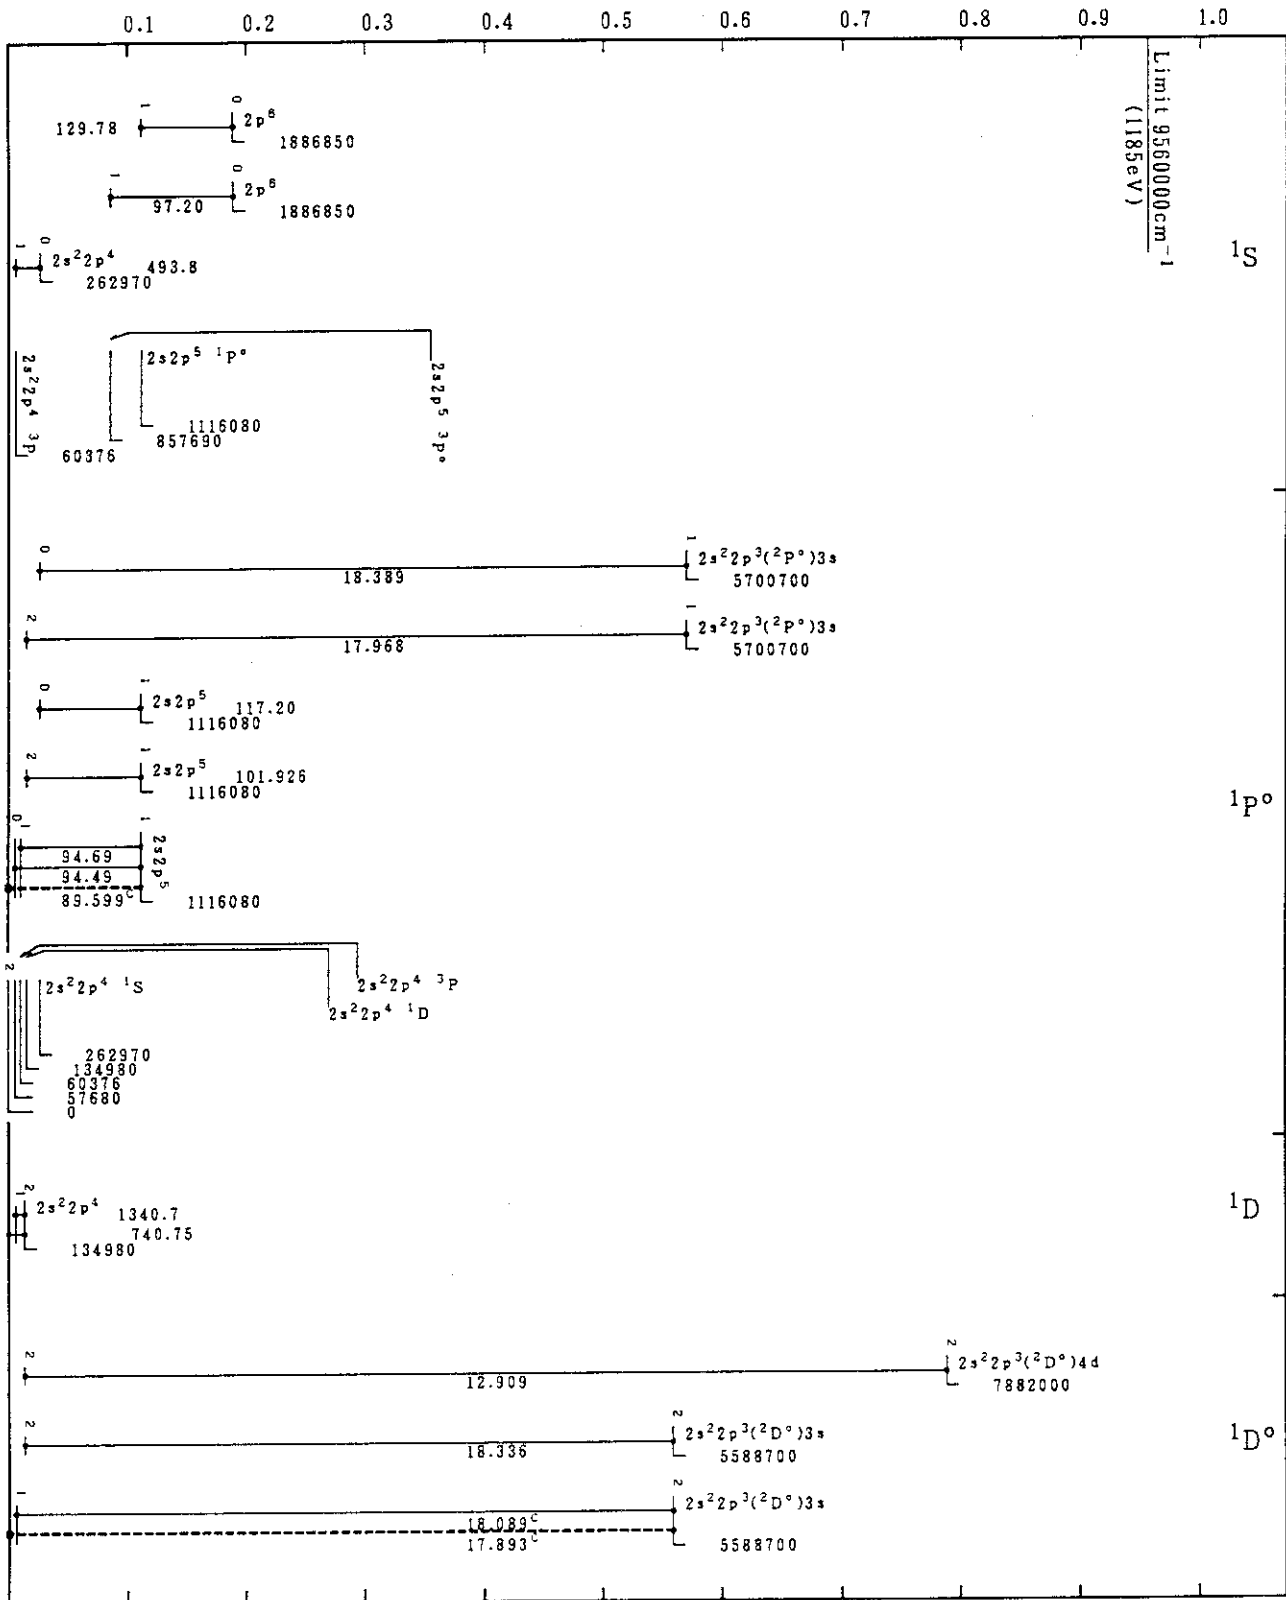 0.1 0.2 0.3 0.4 0.5 0.6 0.7 0.8 0.9 1.0
Limit 9560000cm⁻¹
(1185eV)
¹S
129.78
1 0
2p⁶
1886850
1 0
2p⁶
97.20
1886850
1 0
2s²2p⁴ 493.8
262970
2s²2p⁴ ³P
60376
2s2p⁵ ¹P°
1116080
857690
2s2p⁵ ³P°
¹P°
0 1
2s²2p³(²P°)3s
18.389
5700700
2 1
2s²2p³(²P°)3s
17.968
5700700
0 1
2s2p⁵ 117.20
1116080
2 1
2s2p⁵ 101.926
1116080
0 1 1
2s2p⁵
94.69
94.49
89.599ᶜ
1116080
2
2s²2p⁴ ¹S
2s²2p⁴ ³P
2s²2p⁴ ¹D
262970
134980
60376
57680
0
¹D
1 2
2s²2p⁴ 1340.7
740.75
134980
¹D°
2 2
2s²2p³(²D°)4d
12.909
7882000
2 2
2s²2p³(²D°)3s
18.336
5588700
1 2
2s²2p³(²D°)3s
18.089ᶜ
17.893ᶜ
5588700